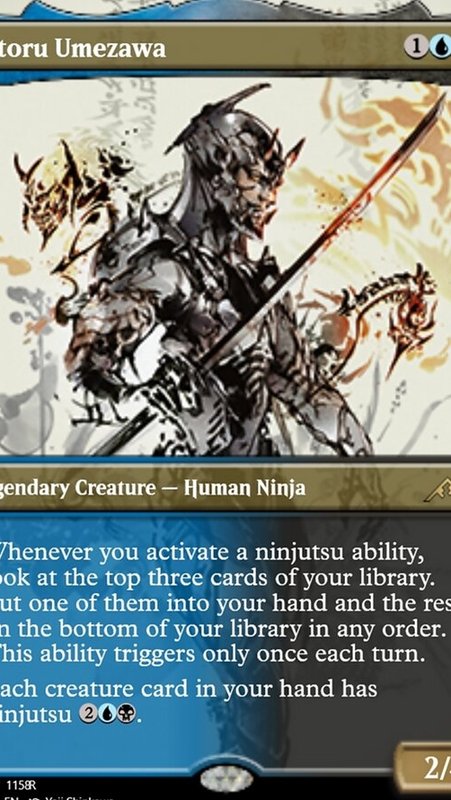 toru Umezawa
1
gendary Creature — Human Ninja
Whenever you activate a ninjutsu ability,
ook at the top three cards of your library.
ut one of them into your hand and the res
n the bottom of your library in any order.
This ability triggers only once each turn.
ach creature card in your hand has
injutsu 2.
2/
1158R
EN